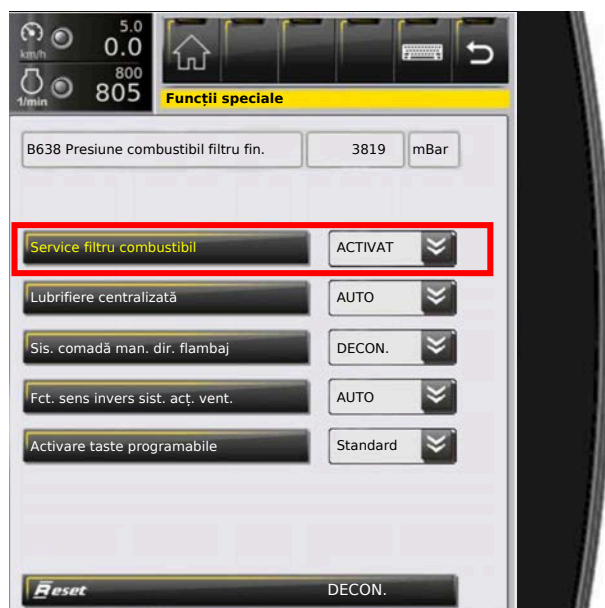 5.0
km/h 0.0
800
1/min 805
Funcții speciale
B638 Presiune combustibil filtru fin. 3819 mBar
Service filtru combustibil ACTIVAT
Lubrifiere centralizată AUTO
Sis. comadă man. dir. flambaj DECON.
Fct. sens invers sist. acț. vent. AUTO
Activare taste programabile Standard
Reset DECON.